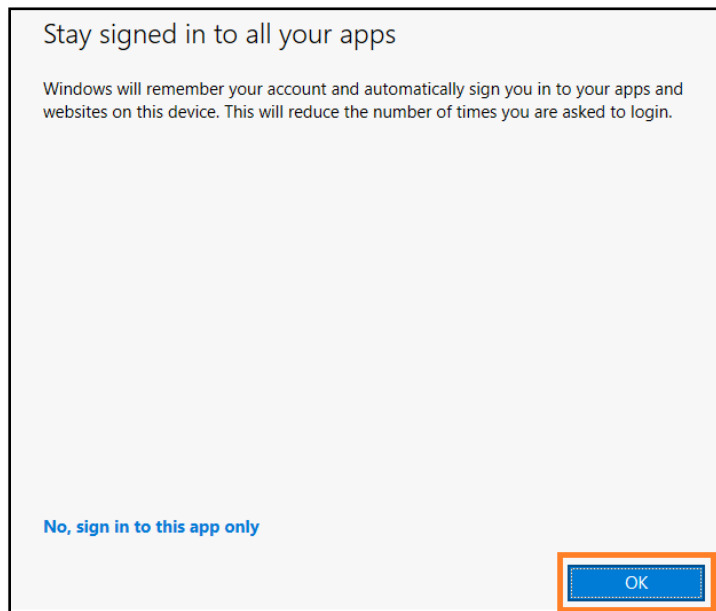 Stay signed in to all your apps
Windows will remember your account and automatically sign you in to your apps and
websites on this device. This will reduce the number of times you are asked to login.
No, sign in to this app only
OK